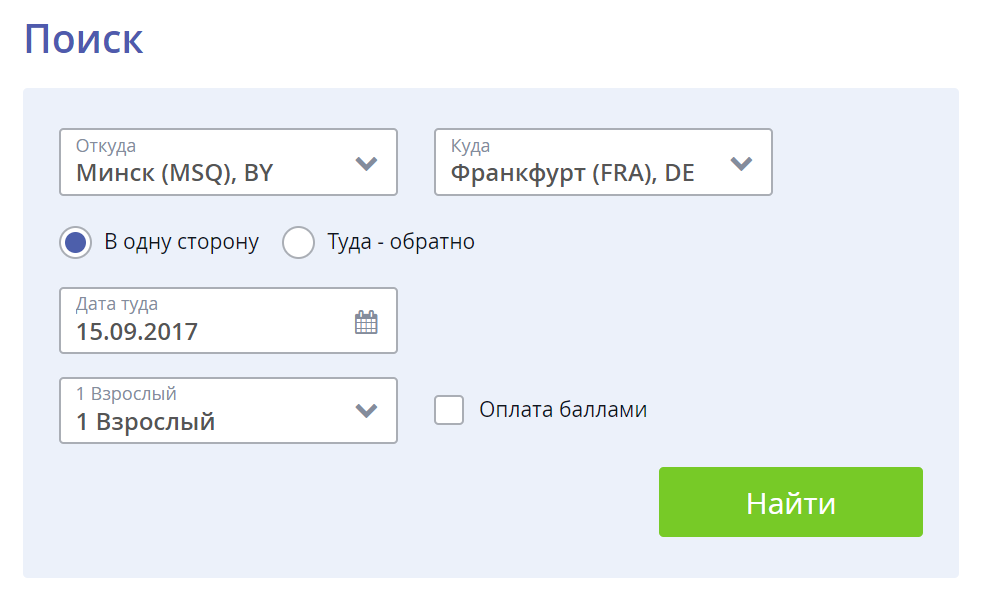 Поиск
Откуда
Минск (MSQ), BY
Куда
Франкфурт (FRA), DE
В одну сторону
Туда - обратно
Дата туда
15.09.2017
1 Взрослый
1 Взрослый
Оплата баллами
Найти